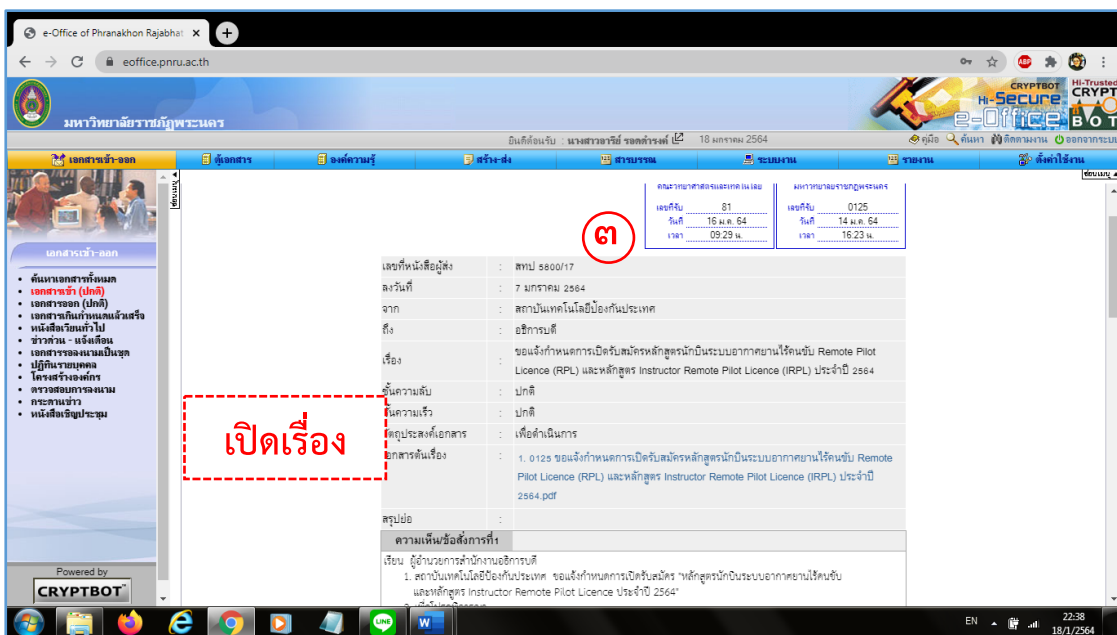 e-Office of Phranakhon Rajabhat
eoffice.pnru.ac.th
ABP
มหาวิทยาลัยราชภัฏพระนคร
CRYPTBOT
Hi-Secure
e-Office
Hi-Trusted
CRYPT
BOT
ยินดีต้อนรับ : นางสาวอารีย์ รอดดำรงค์ 18 มกราคม 2564
คู่มือ ค้นหา ติดตามงาน ออกจากระบบ
เอกสารเข้า-ออก ตู้เอกสาร องค์ความรู้ สร้าง-ส่ง สารบรรณ ระบบงาน รายงาน ตั้งค่าใช้งาน
ซ่อนเมนู
ซ่อนเมนู
เอกสารเข้า-ออก
ค้นหาเอกสารทั้งหมด
เอกสารเข้า (ปกติ)
เอกสารออก (ปกติ)
เอกสารเกินกำหนดแล้วเสร็จ
หนังสือเวียนทั่วไป
ข่าวด่วน - แจ้งเตือน
เอกสารรอลงนามเป็นชุด
ปฏิทินรายบุคคล
โครงสร้างองค์กร
ตรวจสอบการลงนาม
กระดานข่าว
หนังสือเชิญประชุม
Powered by
CRYPTBOT
คณะวิทยาศาสตร์และเทคโนโลยี
เลขที่รับ 81
วันที่ 16 ม.ค. 64
เวลา 09:29 น.
มหาวิทยาลัยราชภัฏพระนคร
เลขที่รับ 0125
วันที่ 14 ม.ค. 64
เวลา 16:23 น.
๓
เลขที่หนังสือผู้ส่ง : สทป 5800/17
ลงวันที่ : 7 มกราคม 2564
จาก : สถาบันเทคโนโลยีป้องกันประเทศ
ถึง : อธิการบดี
เรื่อง : ขอแจ้งกำหนดการเปิดรับสมัครหลักสูตรนักบินระบบอากาศยานไร้คนขับ Remote Pilot
Licence (RPL) และหลักสูตร Instructor Remote Pilot Licence (IRPL) ประจำปี 2564
ชั้นความลับ : ปกติ
ชั้นความเร็ว : ปกติ
วัตถุประสงค์เอกสาร : เพื่อดำเนินการ
เอกสารต้นเรื่อง : 1. 0125 ขอแจ้งกำหนดการเปิดรับสมัครหลักสูตรนักบินระบบอากาศยานไร้คนขับ Remote
Pilot Licence (RPL) และหลักสูตร Instructor Remote Pilot Licence (IRPL) ประจำปี
2564.pdf
สรุปย่อ :
เปิดเรื่อง
ความเห็น/ข้อสั่งการที่1
เรียน ผู้อำนวยการสำนักงานอธิการบดี
1. สถาบันเทคโนโลยีป้องกันประเทศ ขอแจ้งกำหนดการเปิดรับสมัคร "หลักสูตรนักบินระบบอากาศยานไร้คนขับ
และหลักสูตร Instructor Remote Pilot Licence ประจำปี 2564"
LINE
W
EN
22:38
18/1/2564